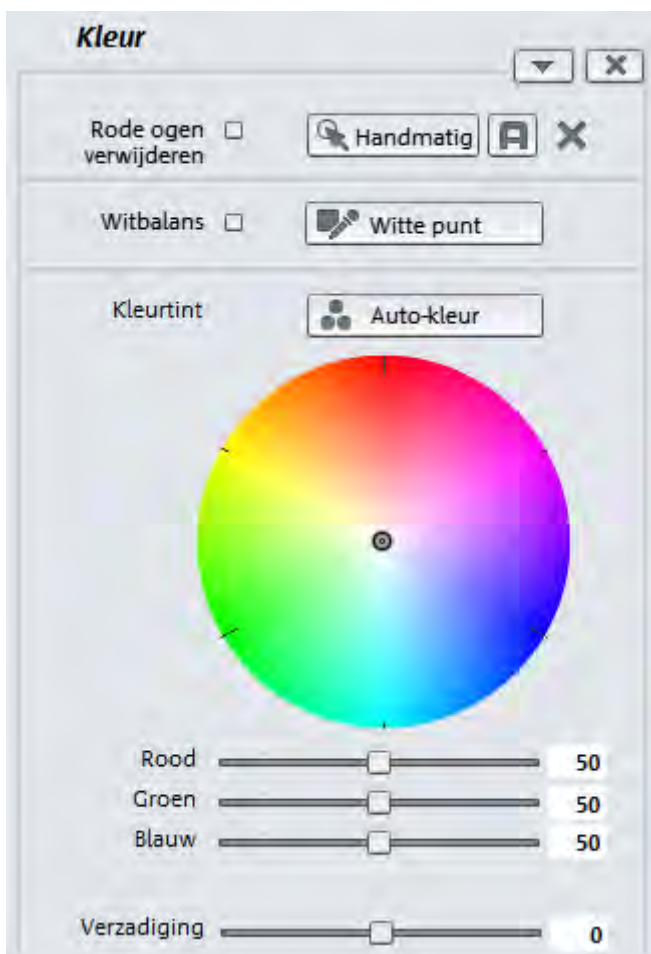 Kleur
Rode ogen
verwijderen
Handmatig
A
Witbalans
Witte punt
Kleurtint
Auto-kleur
Rood
50
Groen
50
Blauw
50
Verzadiging
0